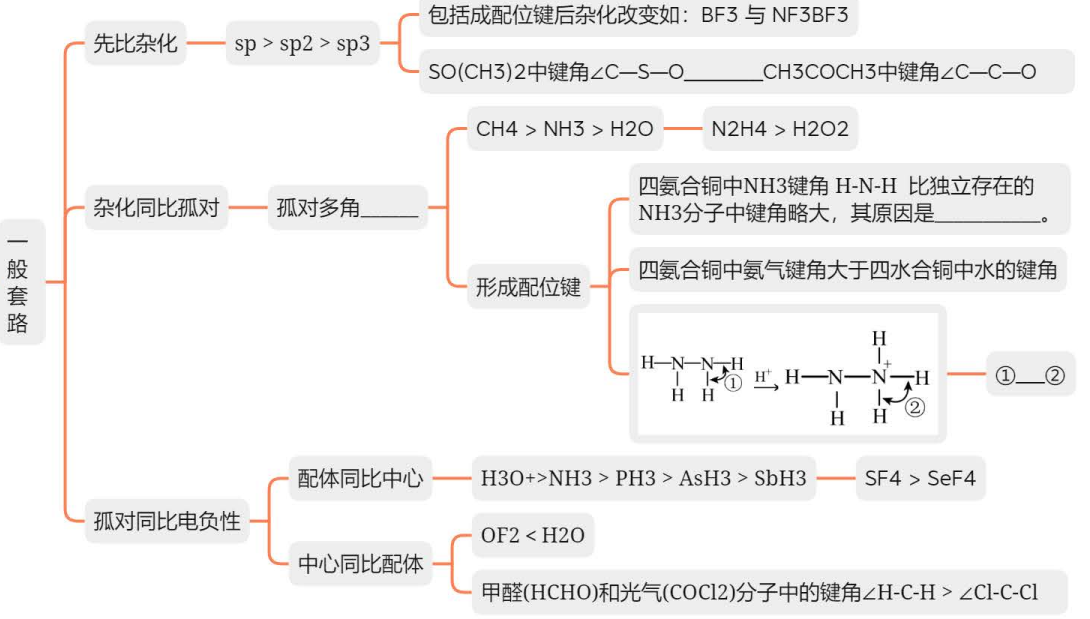 一般套路
先比杂化
sp > sp2 > sp3
包括成配位键后杂化改变如：BF3 与 NF3BF3
SO(CH3)2中键角∠C—S—O________CH3COCH3中键角∠C—C—O
杂化同比孤对
孤对多角______
CH4 > NH3 > H2O
N2H4 > H2O2
形成配位键
四氨合铜中NH3键角 H-N-H 比独立存在的
NH3分子中键角略大，其原因是___________。
四氨合铜中氨气键角大于四水合铜中水的键角
H
H—N—N—H ① H+ H—N—N+—H
H H H H ②
①___②
孤对同比电负性
配体同比中心
H3O+>NH3 > PH3 > AsH3 > SbH3
SF4 > SeF4
中心同比配体
OF2 < H2O
甲醛(HCHO)和光气(COCl2)分子中的键角∠H-C-H > ∠Cl-C-Cl